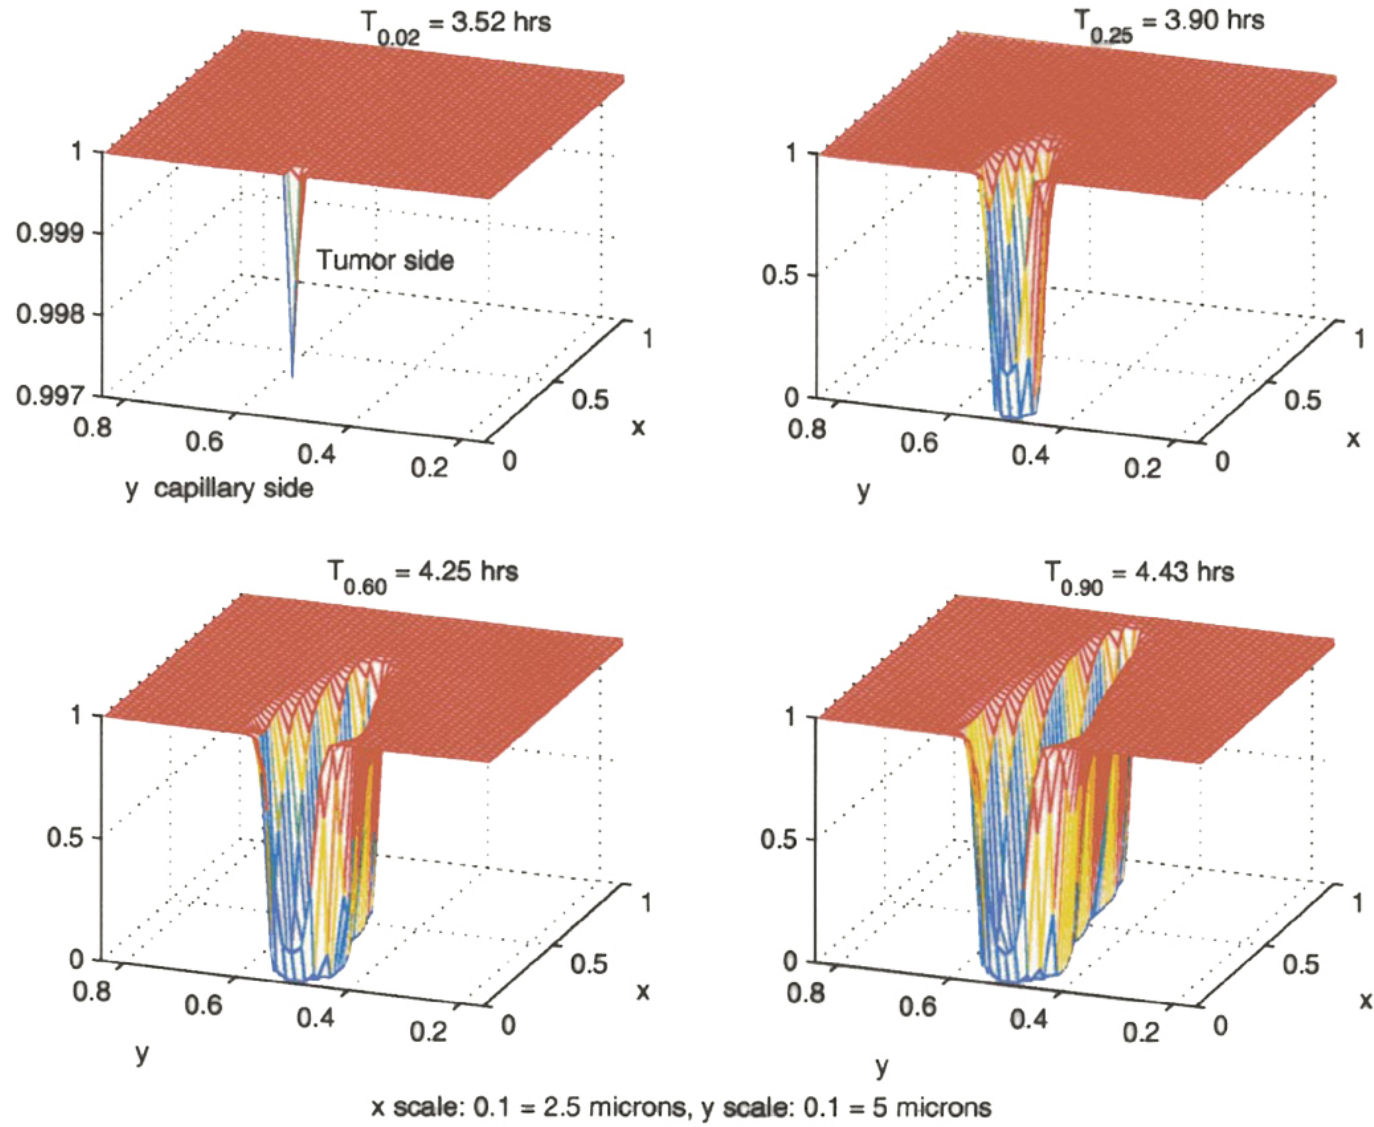 T0.02 = 3.52 hrs
1
0.999
0.998
0.997
Tumor side
0.8
0.6
0.4
0.2
0
0.5
1
x
y capillary side
T0.25 = 3.90 hrs
1
0.5
0
0.8
0.6
0.4
0.2
0
0.5
1
x
y
T0.60 = 4.25 hrs
1
0.5
0
0.8
0.6
0.4
0.2
0
0.5
1
x
y
T0.90 = 4.43 hrs
1
0.5
0
0.8
0.6
0.4
0.2
0
0.5
1
x
y
x scale: 0.1 = 2.5 microns, y scale: 0.1 = 5 microns